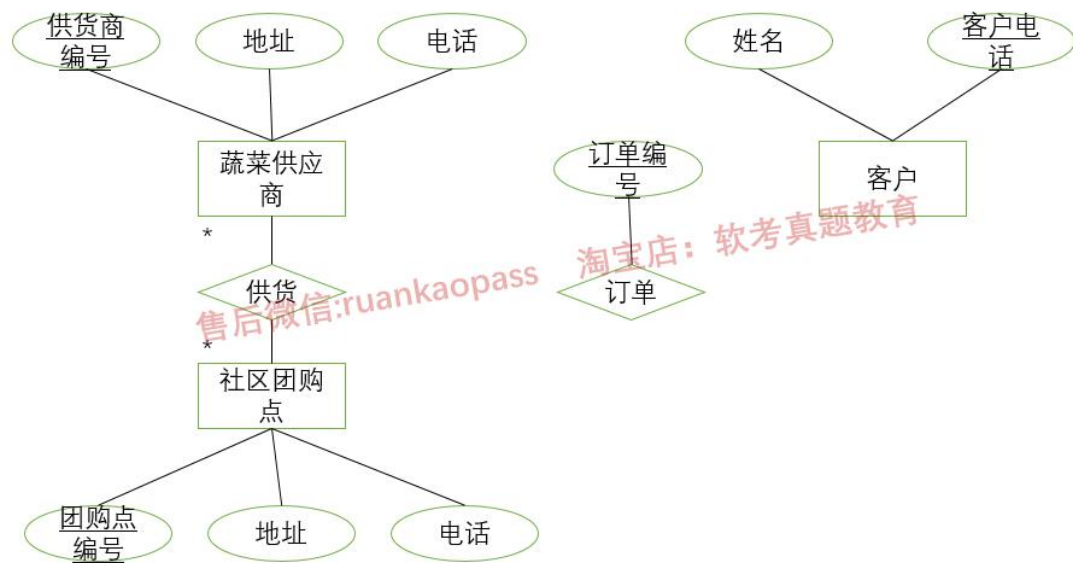 供货商
编号
地址
电话
姓名
客户电
话
蔬菜供应
商
订单编
号
客户
*
供货
订单
*
社区团购
点
团购点
编号
地址
电话
售后微信:ruankaopass 淘宝店：软考真题教育